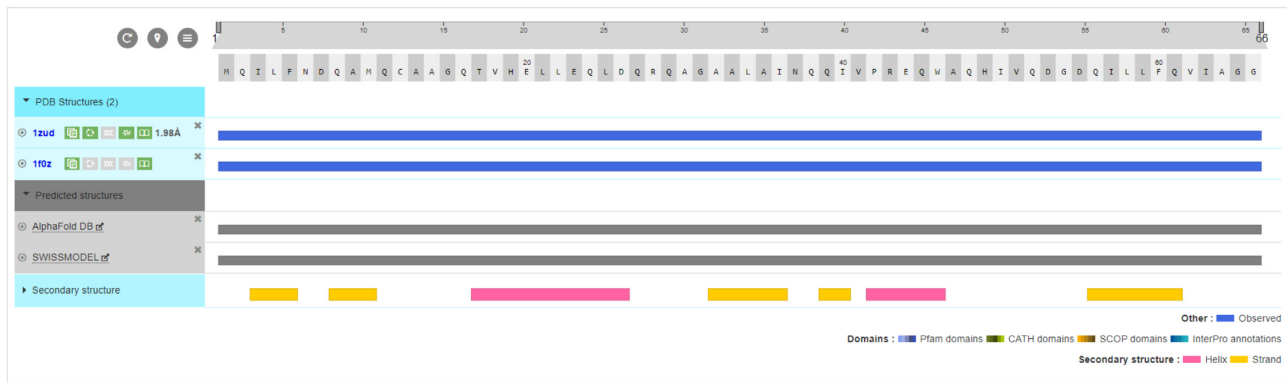 5 10 15 20 25 30 35 40 45 50 55 60 65
1 66
20 40 60
M Q I L F N D Q A M Q C A A G Q T V H E L L E Q L D Q R Q A G A A L A I N Q Q I V P R E Q W A Q H I V Q D G D Q I L L F Q V I A G G
PDB Structures (2)
1zud 1.98Å
1f0z
Predicted structures
AlphaFold DB
SWISSMODEL
Secondary structure
Other : Observed
Domains : Pfam domains CATH domains SCOP domains InterPro annotations
Secondary structure : Helix Strand